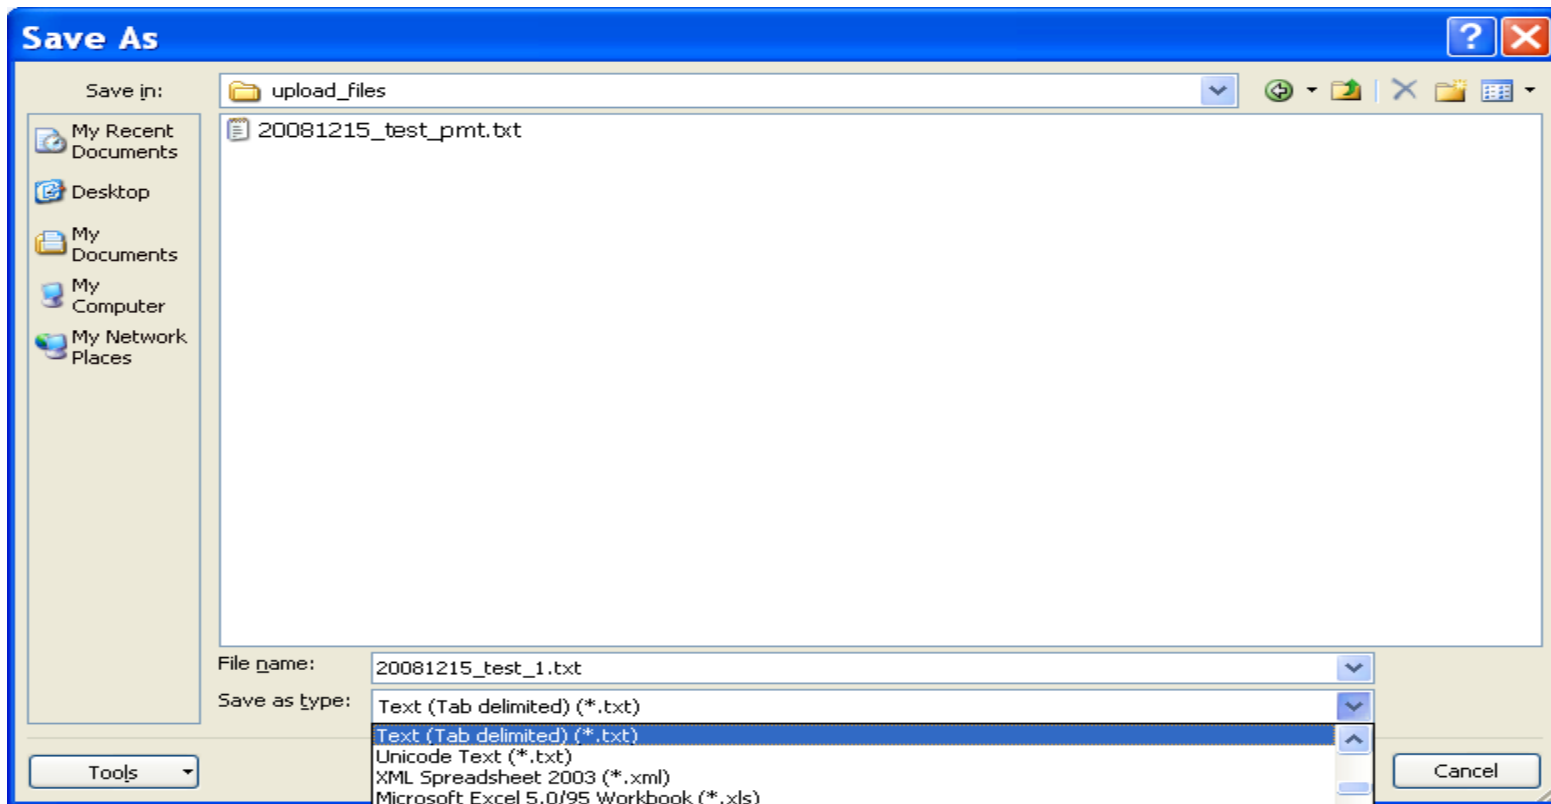 Save As
Save in:
upload_files
My Recent
Documents
Desktop
My
Documents
My
Computer
My Network
Places
20081215_test_pmt.txt
File name:
20081215_test_1.txt
Save as type:
Text (Tab delimited) (*.txt)
Text (Tab delimited) (*.txt)
Unicode Text (*.txt)
XML Spreadsheet 2003 (*.xml)
Microsoft Excel 5.0/95 Workbook (*.xls)
Tools
Cancel